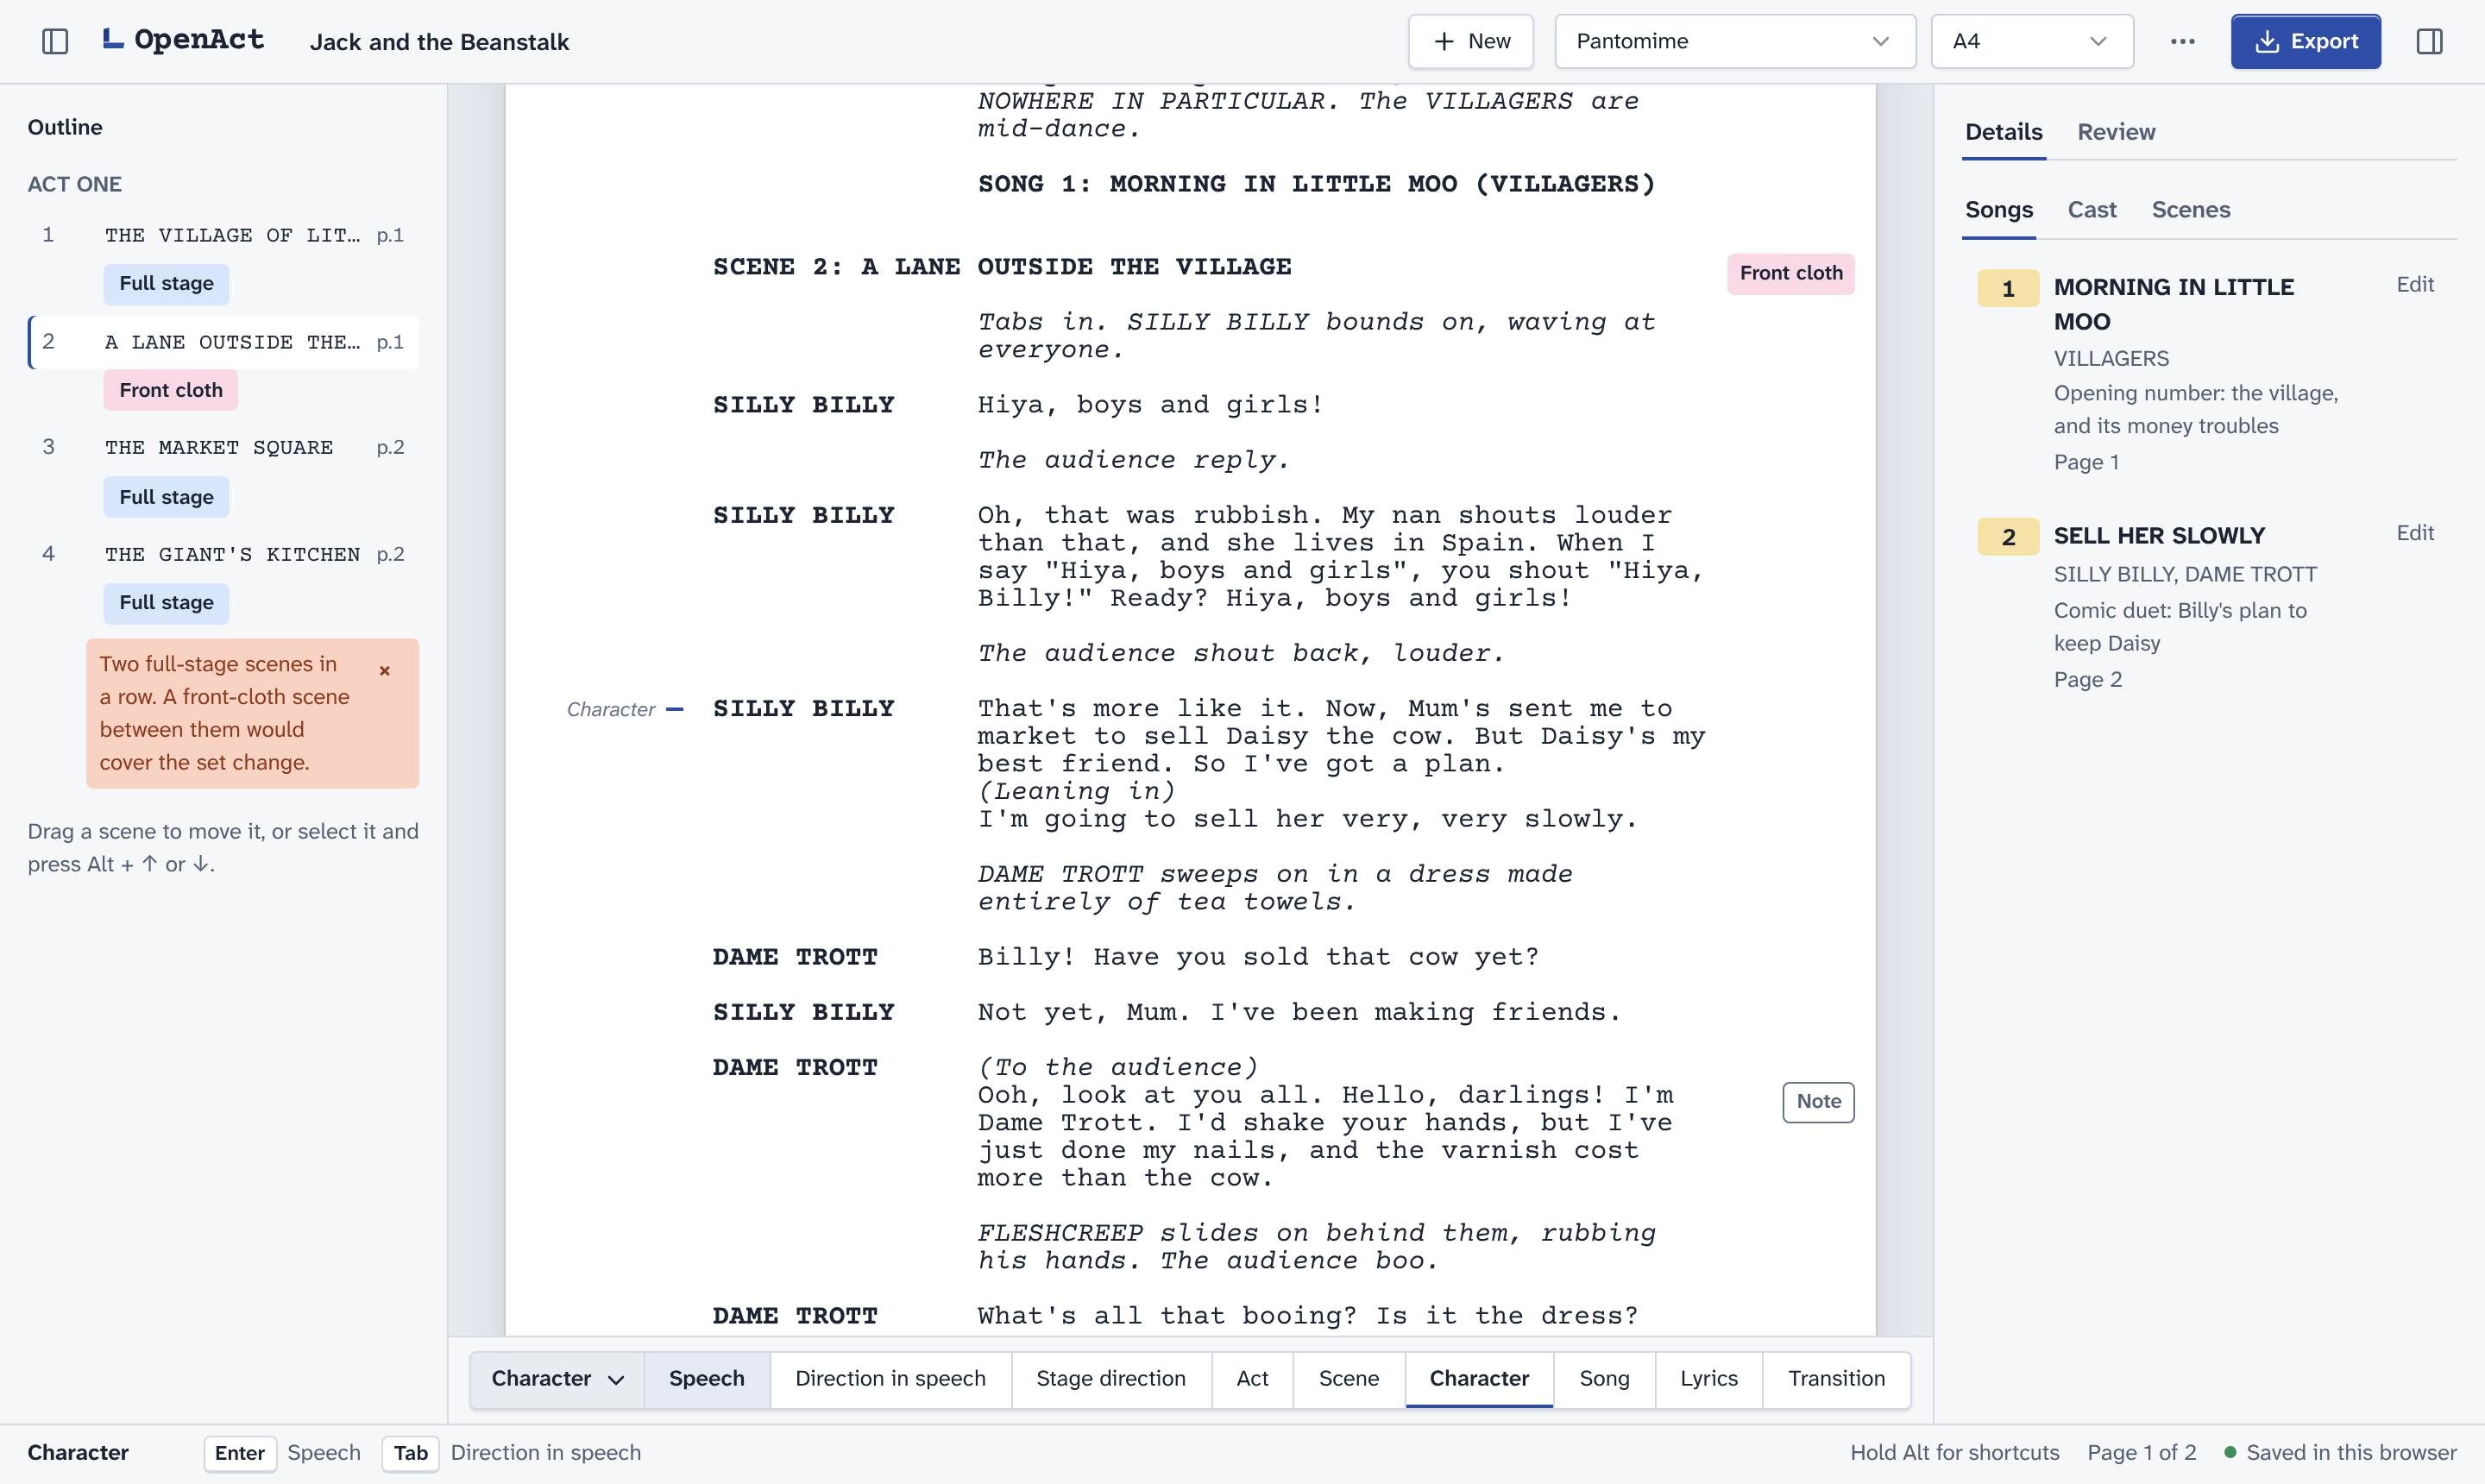 OpenAct
Jack and the Beanstalk
New
Pantomime
A4
Export
Outline
ACT ONE
1 THE VILLAGE OF LIT… p.1
Full stage
2 A LANE OUTSIDE THE… p.1
Front cloth
3 THE MARKET SQUARE p.2
Full stage
4 THE GIANT'S KITCHEN p.2
Full stage
Two full-stage scenes in
a row. A front-cloth scene
between them would
cover the set change.
×
Drag a scene to move it, or select it and
press Alt + ↑ or ↓.
NOWHERE IN PARTICULAR. The VILLAGERS are
mid-dance.
SONG 1: MORNING IN LITTLE MOO (VILLAGERS)
SCENE 2: A LANE OUTSIDE THE VILLAGE
Front cloth
Tabs in. SILLY BILLY bounds on, waving at
everyone.
SILLY BILLY Hiya, boys and girls!
The audience reply.
SILLY BILLY Oh, that was rubbish. My nan shouts louder
than that, and she lives in Spain. When I
say "Hiya, boys and girls", you shout "Hiya,
Billy!" Ready? Hiya, boys and girls!
The audience shout back, louder.
Character SILLY BILLY That's more like it. Now, Mum's sent me to
market to sell Daisy the cow. But Daisy's my
best friend. So I've got a plan.
(Leaning in)
I'm going to sell her very, very slowly.
DAME TROTT sweeps on in a dress made
entirely of tea towels.
DAME TROTT Billy! Have you sold that cow yet?
SILLY BILLY Not yet, Mum. I've been making friends.
DAME TROTT (To the audience)
Ooh, look at you all. Hello, darlings! I'm
Dame Trott. I'd shake your hands, but I've
just done my nails, and the varnish cost
more than the cow.
Note
FLESHCREEP slides on behind them, rubbing
his hands. The audience boo.
DAME TROTT What's all that booing? Is it the dress?
Character Speech Direction in speech Stage direction Act Scene Character Song Lyrics Transition
Details Review
Songs Cast Scenes
1 MORNING IN LITTLE
MOO
Edit
VILLAGERS
Opening number: the village,
and its money troubles
Page 1
2 SELL HER SLOWLY
Edit
SILLY BILLY, DAME TROTT
Comic duet: Billy's plan to
keep Daisy
Page 2
Character Enter Speech Tab Direction in speech
Hold Alt for shortcuts Page 1 of 2 Saved in this browser